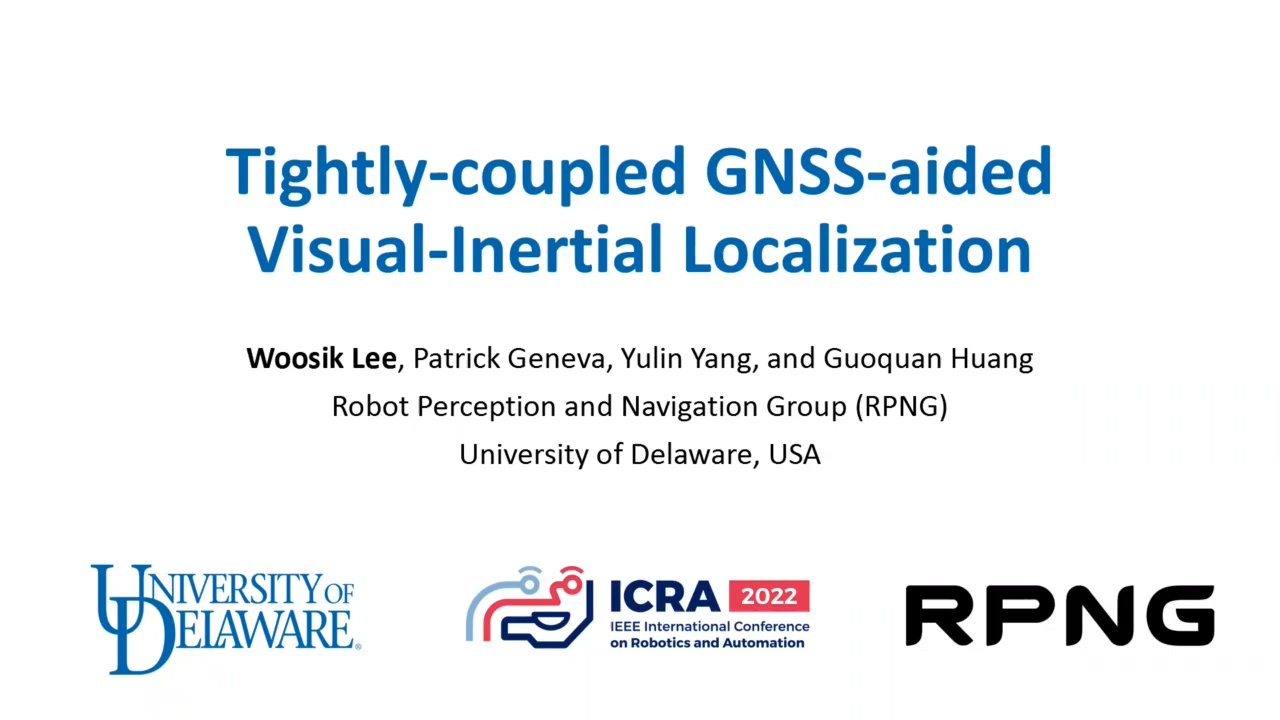 Tightly-coupled GNSS-aided
Visual-Inertial Localization
Woosik Lee, Patrick Geneva, Yulin Yang, and Guoquan Huang
Robot Perception and Navigation Group (RPNG)
University of Delaware, USA
UNIVERSITY OF
DELAWARE®
ICRA 2022
IEEE International Conference
on Robotics and Automation
RPNG